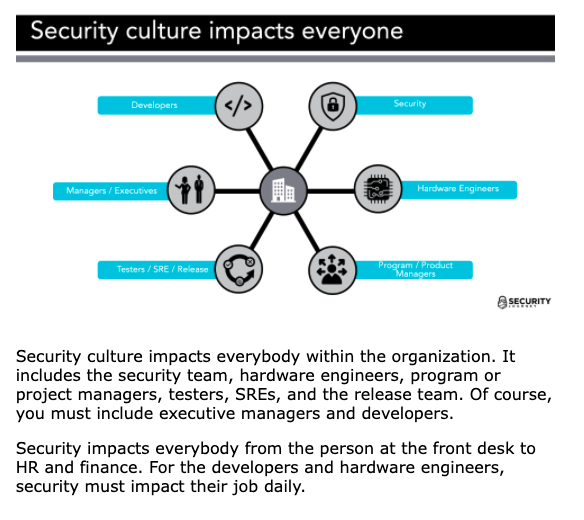 Security culture impacts everyone
Developers
</>
Security
Managers / Executives
Hardware Engineers
Testers / SRE / Release
Program / Product
Managers
SECURITY
JOURNEY
Security culture impacts everybody within the organization. It
includes the security team, hardware engineers, program or
project managers, testers, SREs, and the release team. Of course,
you must include executive managers and developers.
Security impacts everybody from the person at the front desk to
HR and finance. For the developers and hardware engineers,
security must impact their job daily.